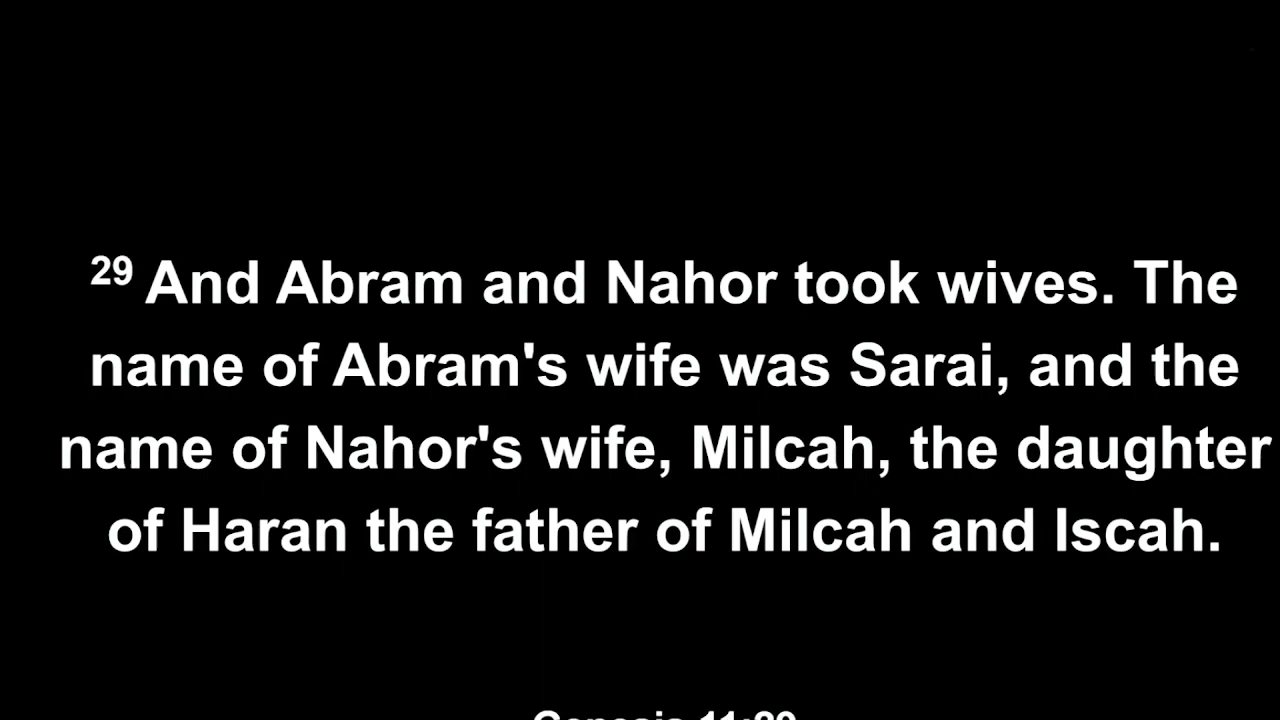 29 And Abram and Nahor took wives. The
name of Abram's wife was Sarai, and the
name of Nahor's wife, Milcah, the daughter
of Haran the father of Milcah and Iscah.
Genesis 11:29